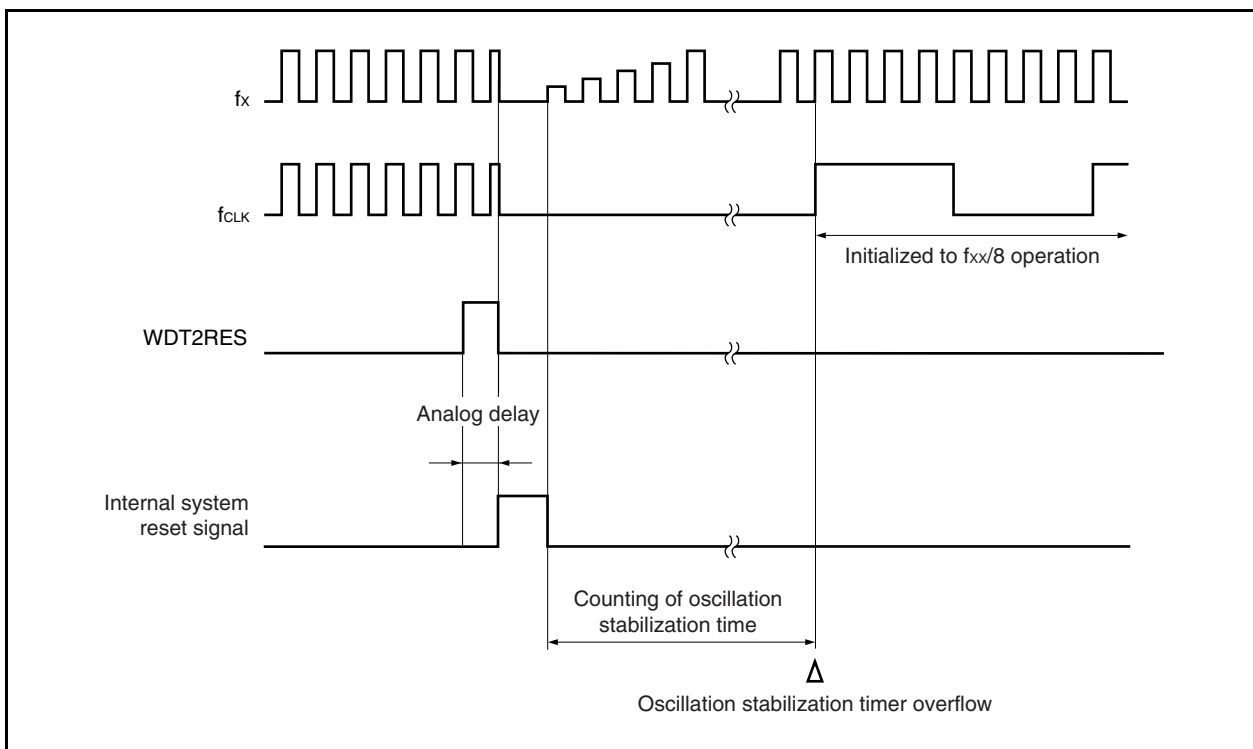 fX
fCLK
Initialized to fXX/8 operation
WDT2RES
Analog delay
Internal system
reset signal
Counting of oscillation
stabilization time
Oscillation stabilization timer overflow